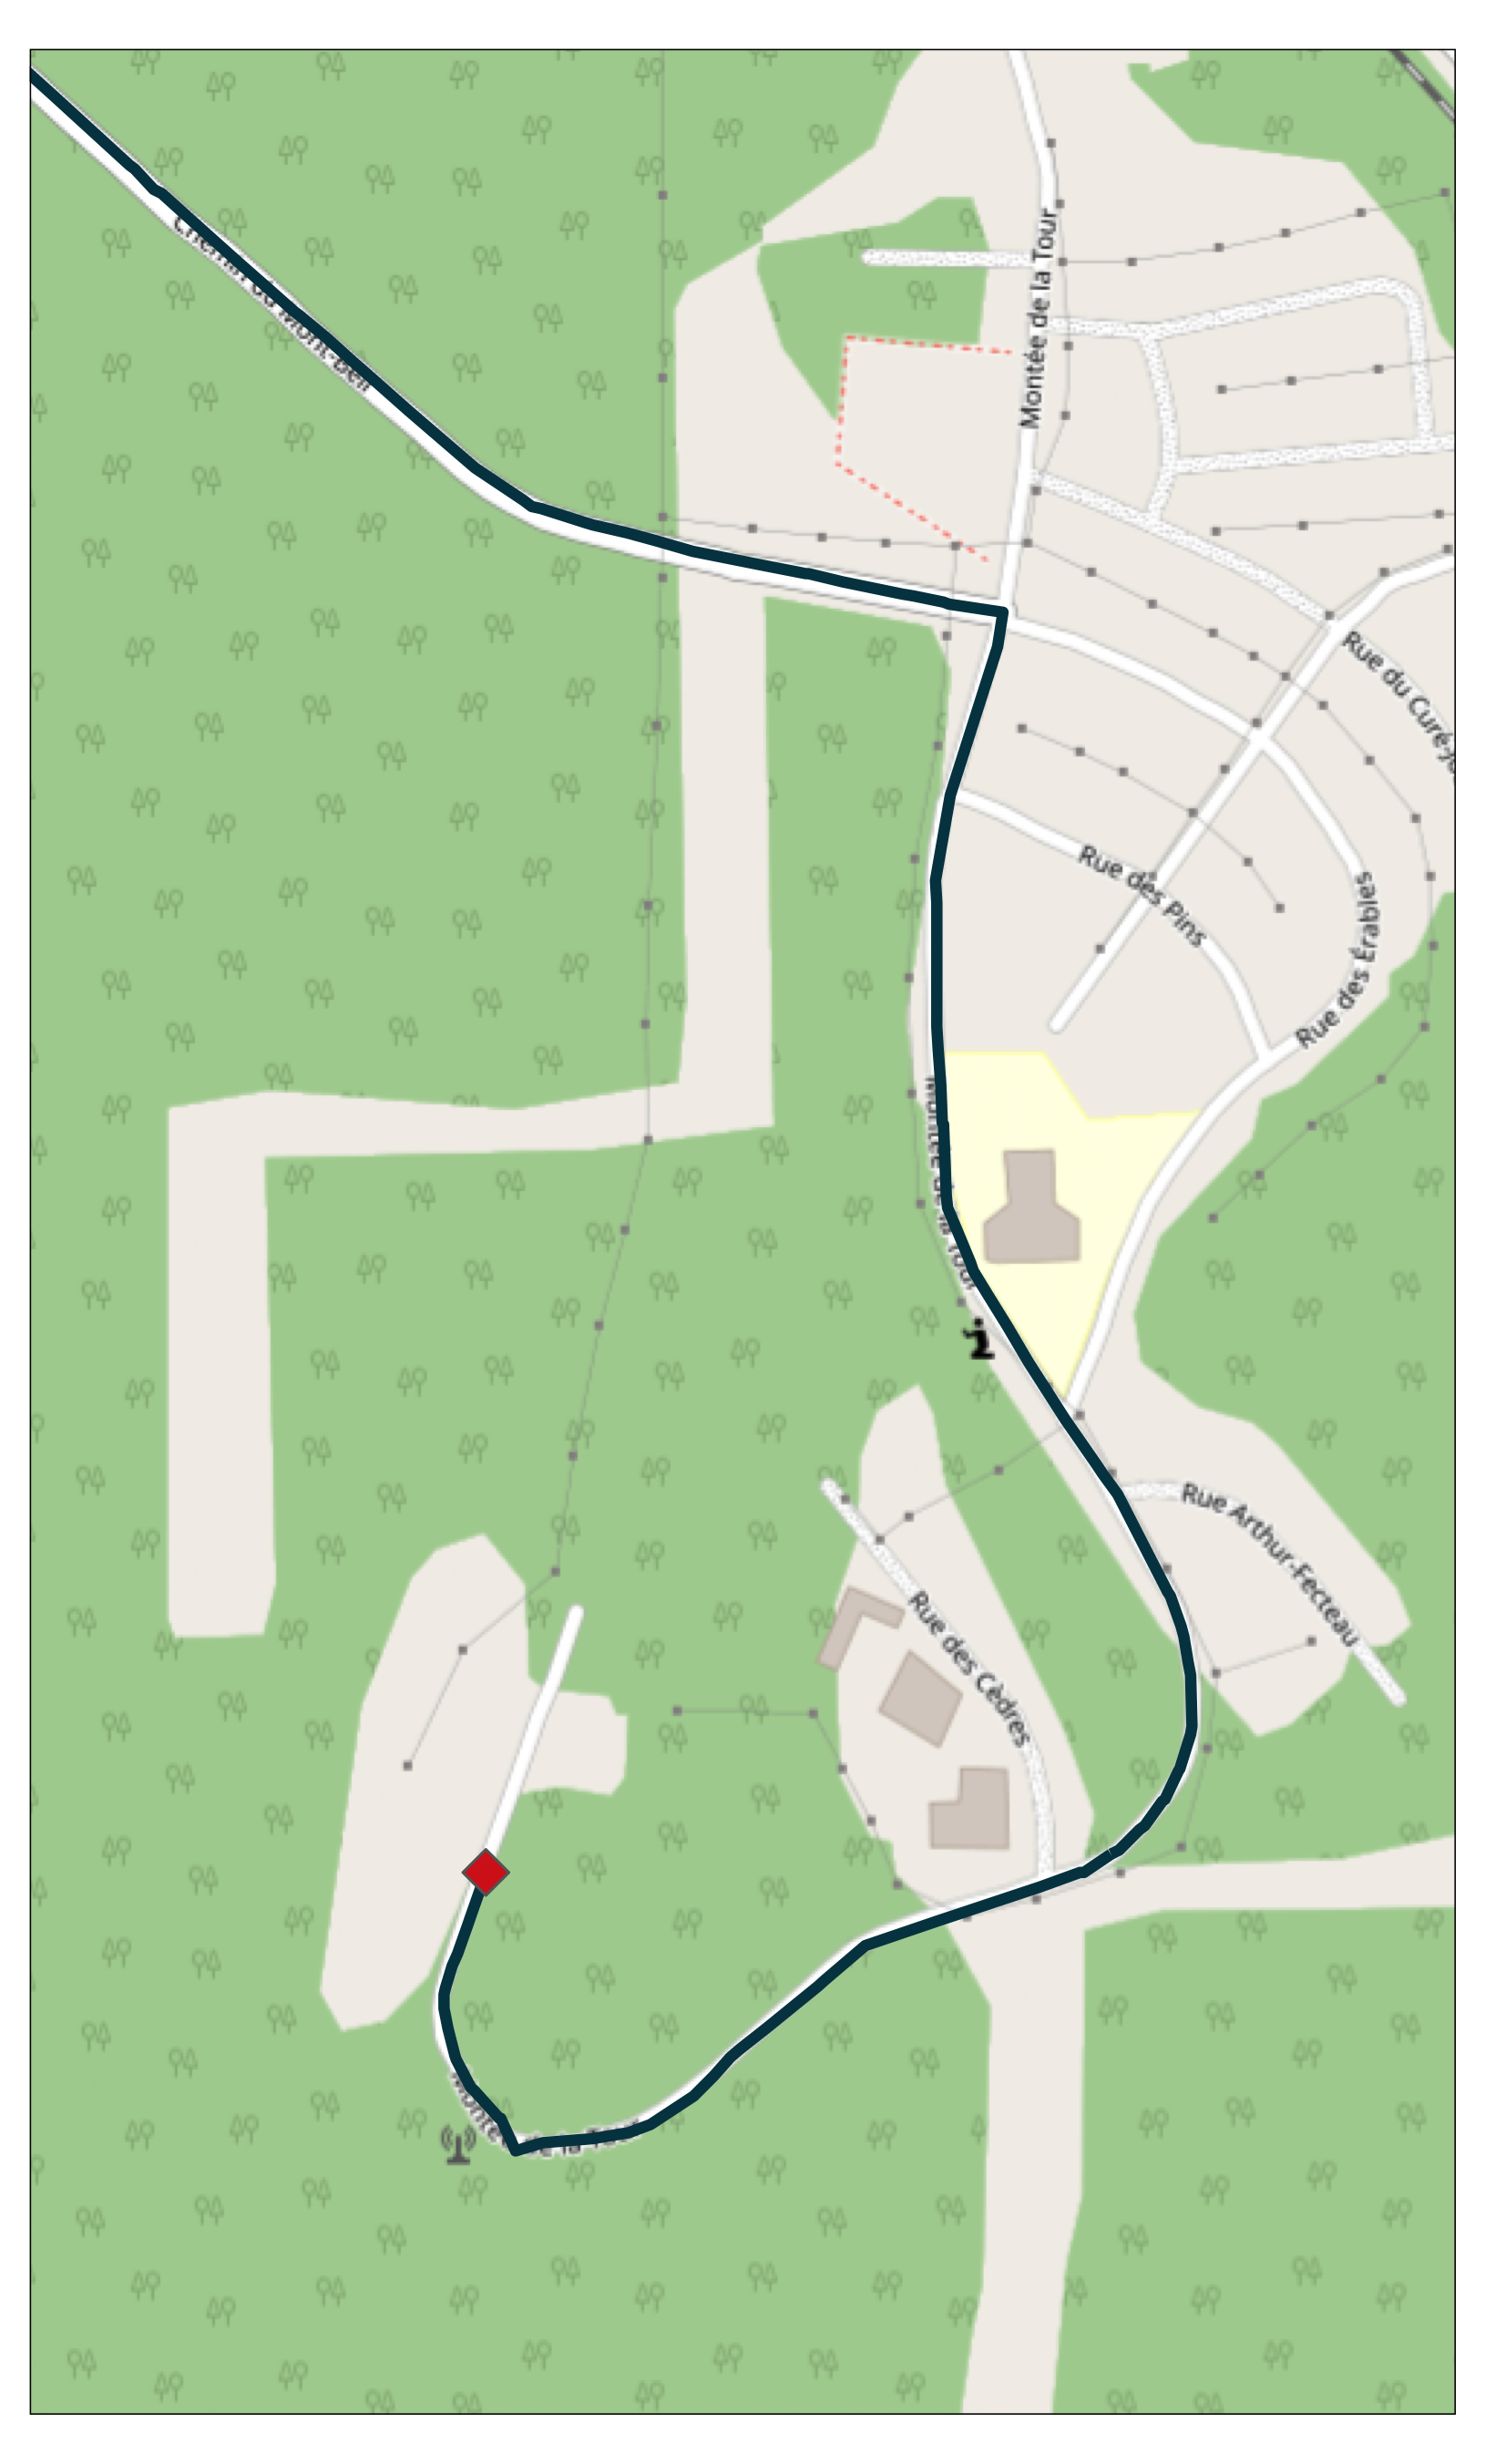 Montée de la Tour
Chemin du Mont-Bell
Rue du Curé-
Rue des Pins
Rue des Érables
Montée de la Tour
Rue Arthur-Fecteau
Rue des Cèdres
Montée de la Tour